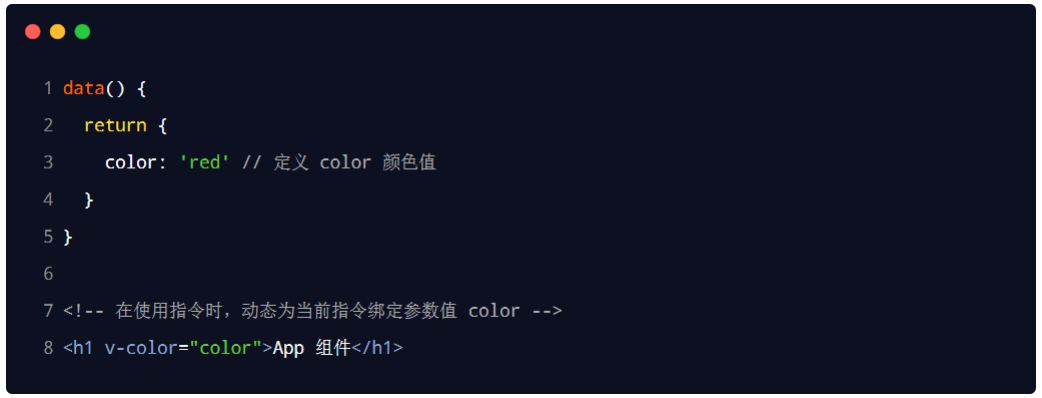 1 data() {
2   return {
3     color: 'red' // 定义 color 颜色值
4   }
5 }
6
7 <!-- 在使用指令时，动态为当前指令绑定参数值 color -->
8 <h1 v-color="color">App 组件</h1>